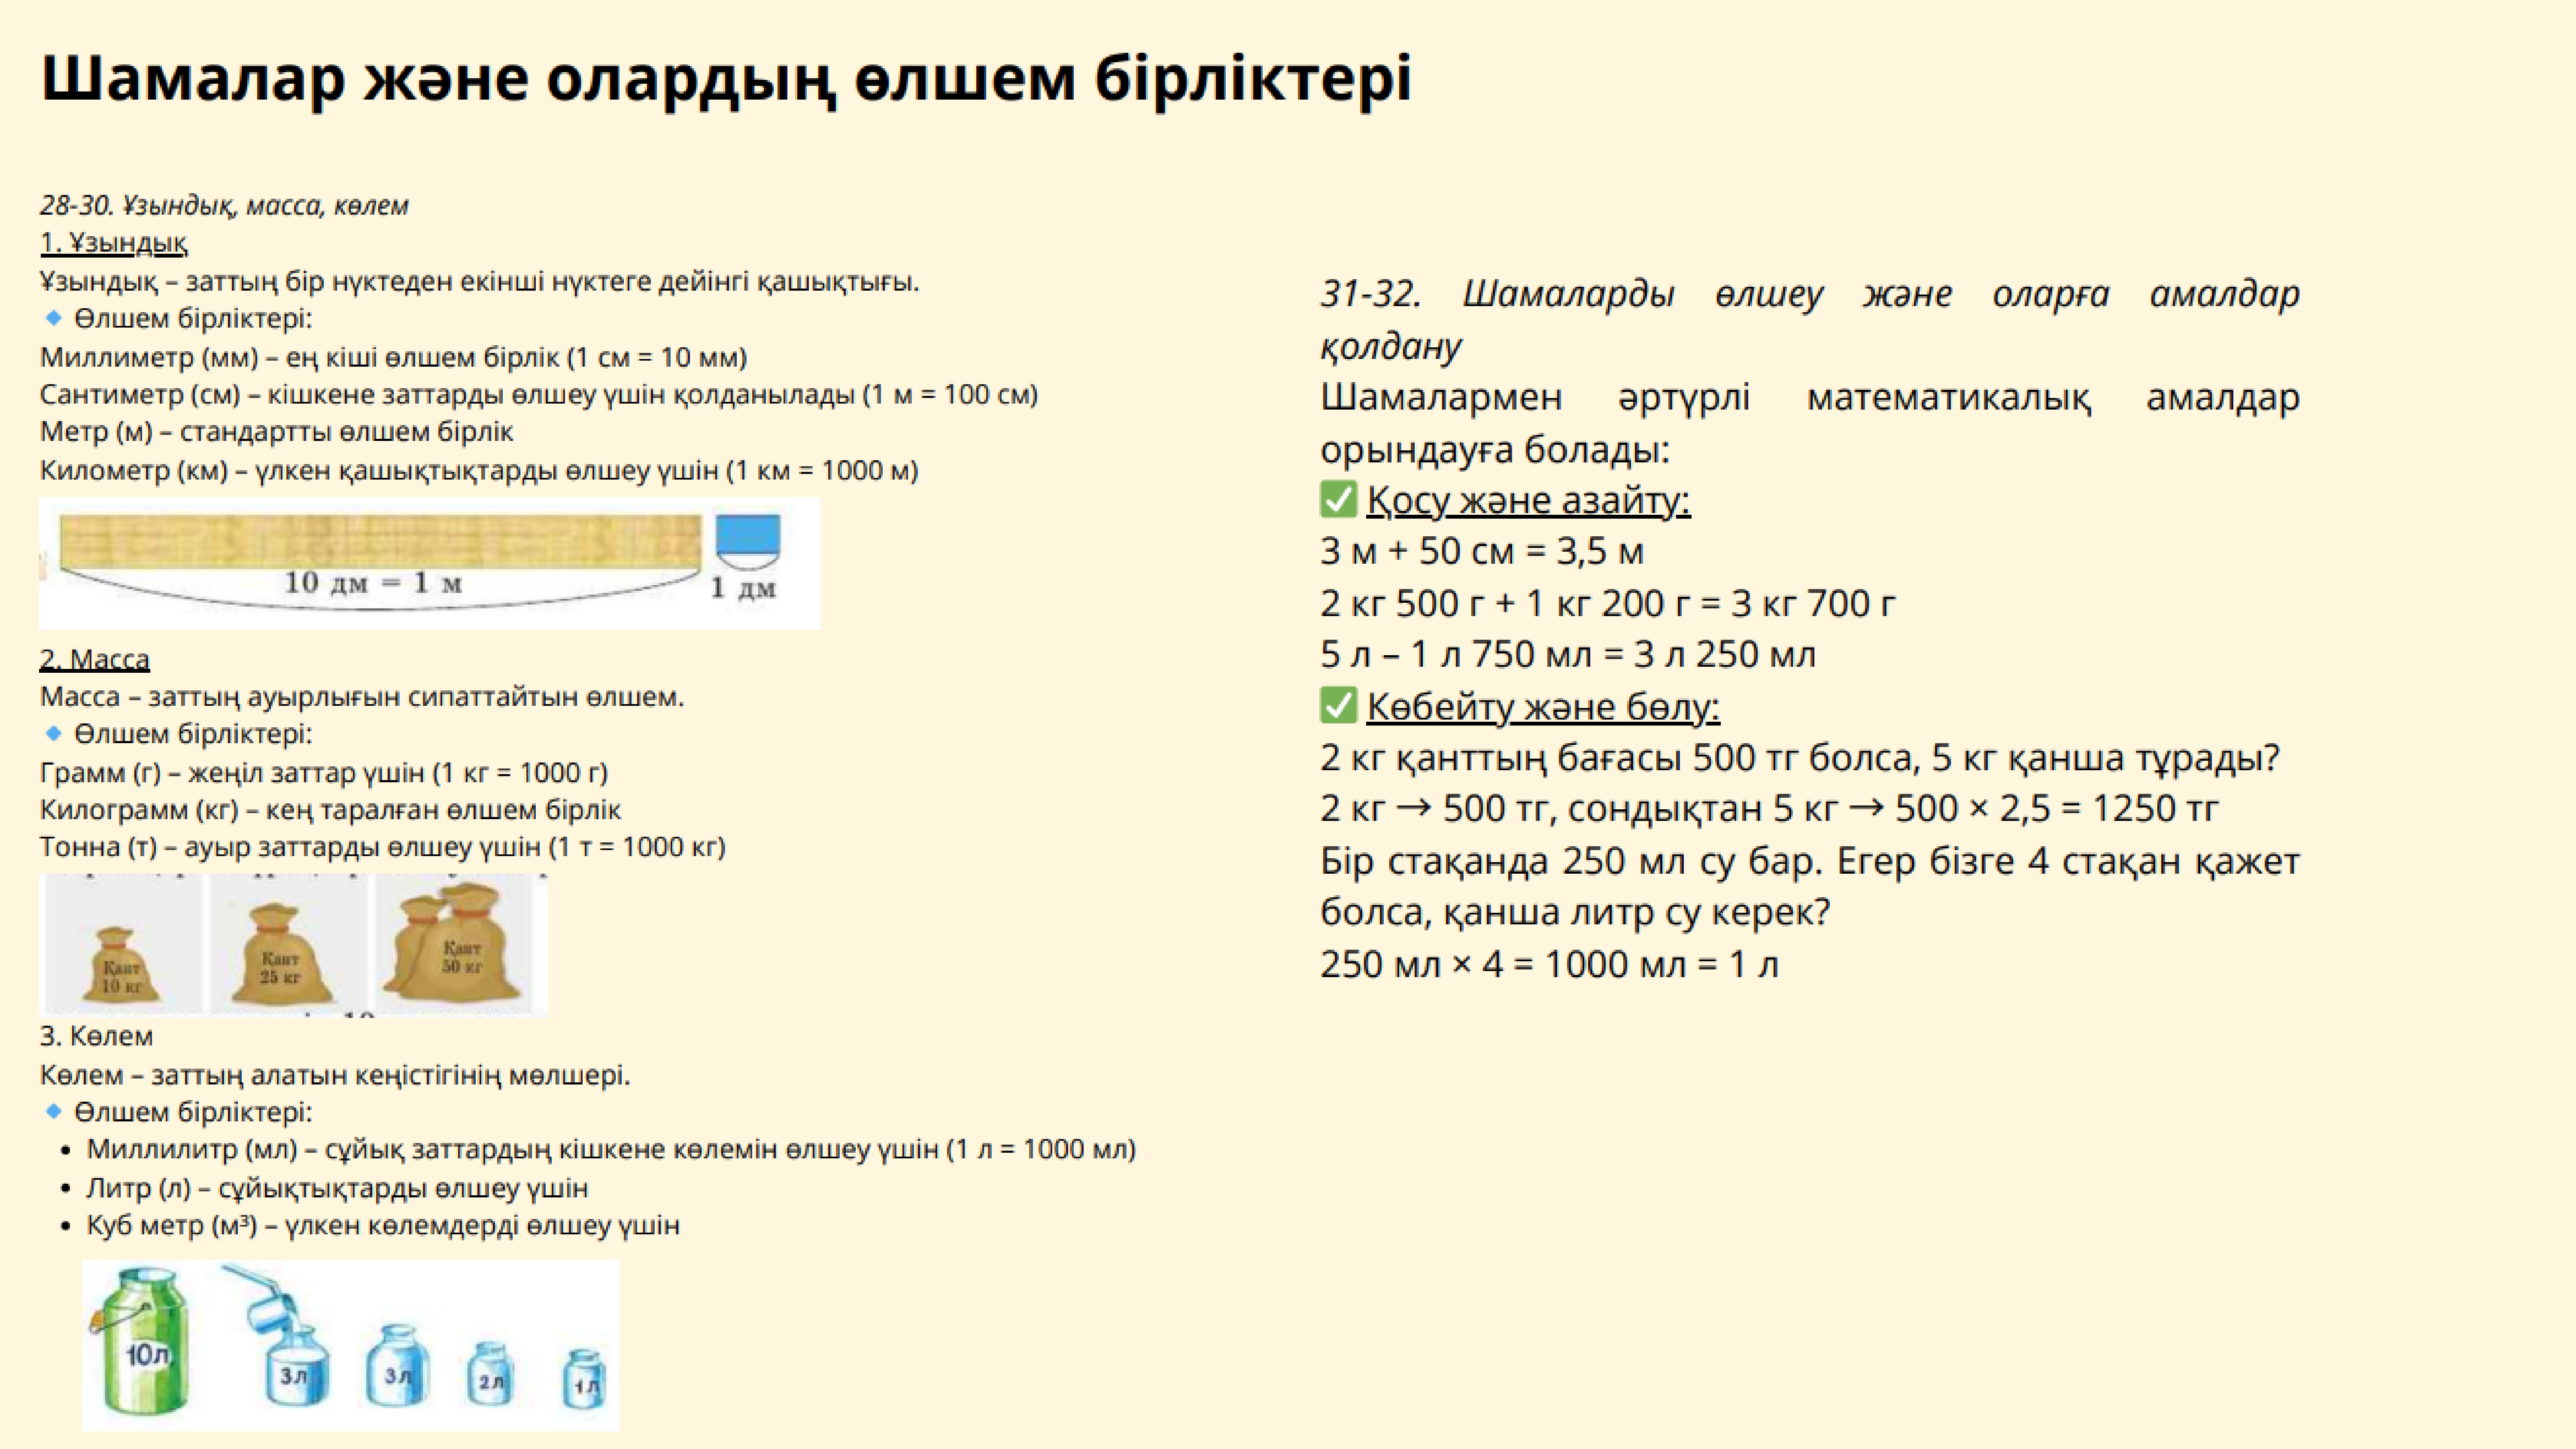 Шамалар және олардың өлшем бірліктері
28-30. Ұзындық, масса, көлем
1. Ұзындық
Ұзындық – заттың бір нүктеден екінші нүктеге дейінгі қашықтығы.
🔹 Өлшем бірліктері:
Миллиметр (мм) – ең кіші өлшем бірлік (1 см = 10 мм)
Сантиметр (см) – кішкене заттарды өлшеу үшін қолданылады (1 м = 100 см)
Метр (м) – стандартты өлшем бірлік
Километр (км) – үлкен қашықтықтарды өлшеу үшін (1 км = 1000 м)
10 дм = 1 м
1 дм
2. Масса
Масса – заттың ауырлығын сипаттайтын өлшем.
🔹 Өлшем бірліктері:
Грамм (г) – жеңіл заттар үшін (1 кг = 1000 г)
Килограмм (кг) – кең таралған өлшем бірлік
Тонна (т) – ауыр заттарды өлшеу үшін (1 т = 1000 кг)
Қант
10 кг
Қант
25 кг
Қант
50 кг
3. Көлем
Көлем – заттың алатын кеңістігінің мөлшері.
🔹 Өлшем бірліктері:
• Миллилитр (мл) – сұйық заттардың кішкене көлемін өлшеу үшін (1 л = 1000 мл)
• Литр (л) – сұйықтықтарды өлшеу үшін
• Куб метр (м³) – үлкен көлемдерді өлшеу үшін
10л
3л
3л
2л
1л
31-32. Шамаларды өлшеу және оларға амалдар
қолдану
Шамалармен әртүрлі математикалық амалдар
орындауға болады:
✅ Қосу және азайту:
3 м + 50 см = 3,5 м
2 кг 500 г + 1 кг 200 г = 3 кг 700 г
5 л – 1 л 750 мл = 3 л 250 мл
✅ Көбейту және бөлу:
2 кг қанттың бағасы 500 тг болса, 5 кг қанша тұрады?
2 кг → 500 тг, сондықтан 5 кг → 500 × 2,5 = 1250 тг
Бір стақанда 250 мл су бар. Егер бізге 4 стақан қажет
болса, қанша литр су керек?
250 мл × 4 = 1000 мл = 1 л